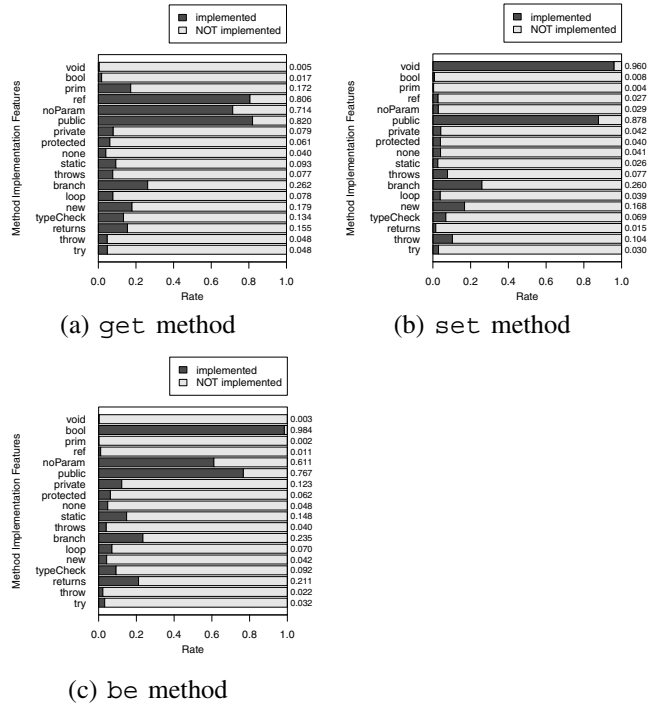 implemented
NOT implemented
Method Implementation Features
void 0.005
bool 0.017
prim 0.172
ref 0.806
noParam 0.714
public 0.820
private 0.079
protected 0.061
none 0.040
static 0.093
throws 0.077
branch 0.262
loop 0.078
new 0.179
typeCheck 0.134
returns 0.155
throw 0.048
try 0.048
0.0 0.2 0.4 0.6 0.8 1.0
Rate
(a) get method
implemented
NOT implemented
Method Implementation Features
void 0.960
bool 0.008
prim 0.004
ref 0.027
noParam 0.029
public 0.878
private 0.042
protected 0.040
none 0.041
static 0.026
throws 0.077
branch 0.260
loop 0.039
new 0.168
typeCheck 0.069
returns 0.015
throw 0.104
try 0.030
0.0 0.2 0.4 0.6 0.8 1.0
Rate
(b) set method
implemented
NOT implemented
Method Implementation Features
void 0.003
bool 0.984
prim 0.002
ref 0.011
noParam 0.611
public 0.767
private 0.123
protected 0.062
none 0.048
static 0.148
throws 0.040
branch 0.235
loop 0.070
new 0.042
typeCheck 0.092
returns 0.211
throw 0.022
try 0.032
0.0 0.2 0.4 0.6 0.8 1.0
Rate
(c) be method